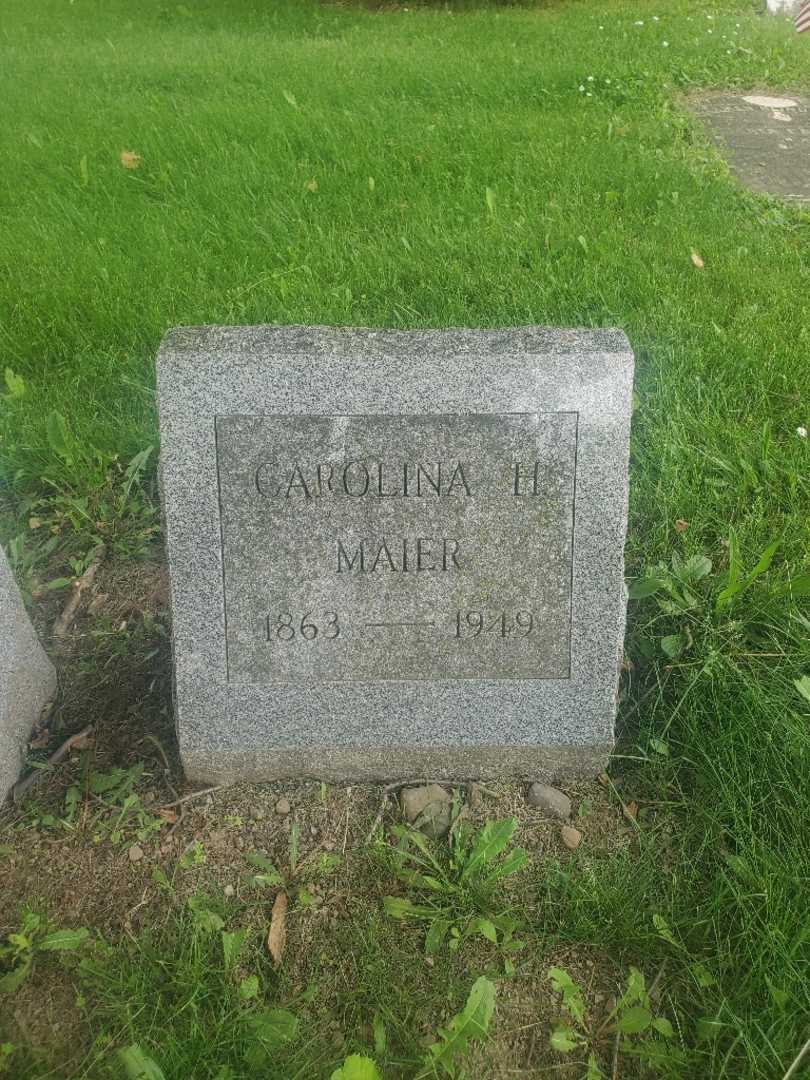 CAROLINA H.
MAIER
1863 — 1949